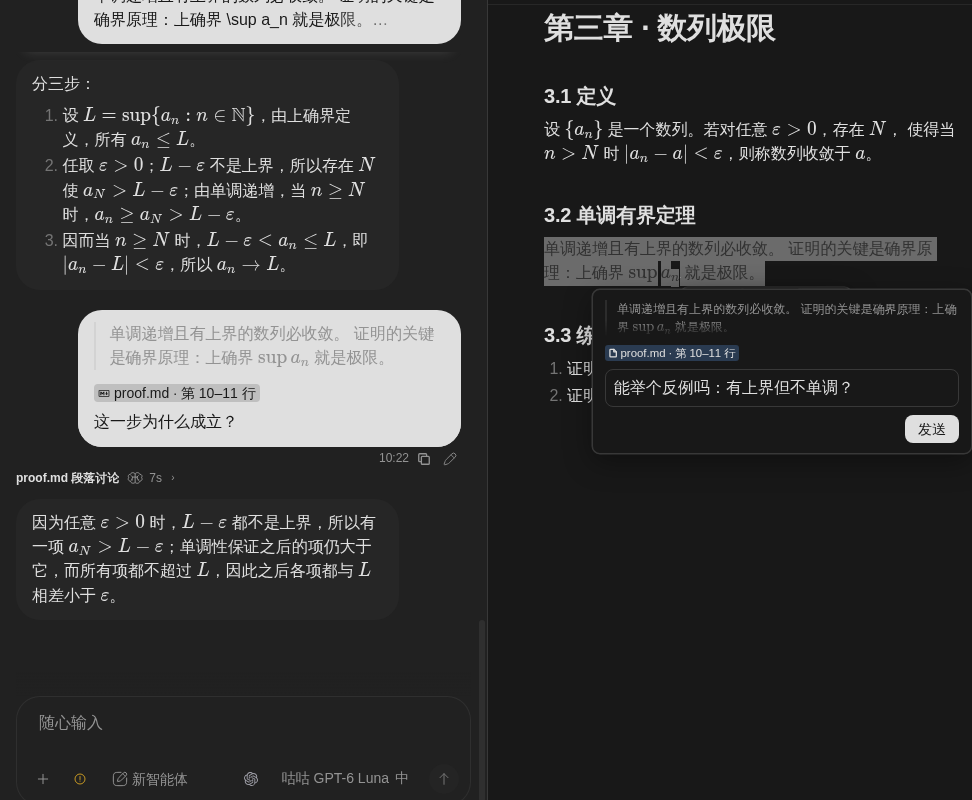 确界原理：上确界 \sup a_n 就是极限。…
分三步：
1. 设 L = sup{aₙ : n ∈ ℕ}，由上确界定
义，所有 aₙ ≤ L。
2. 任取 ε > 0；L − ε 不是上界，所以存在 N
使 a_N > L − ε；由单调递增，当 n ≥ N
时，aₙ ≥ a_N > L − ε。
3. 因而当 n ≥ N 时，L − ε < aₙ ≤ L，即
|aₙ − L| < ε，所以 aₙ → L。
单调递增且有上界的数列必收敛。 证明的关键
是确界原理：上确界 sup aₙ 就是极限。
proof.md · 第 10–11 行
这一步为什么成立？
10:22
proof.md 段落讨论 7s ›
因为任意 ε > 0 时，L − ε 都不是上界，所以有
一项 a_N > L − ε；单调性保证之后的项仍大于
它，而所有项都不超过 L，因此之后各项都与 L
相差小于 ε。
随心输入
新智能体 咕咕 GPT-6 Luna 中
第三章 · 数列极限
3.1 定义
设 {aₙ} 是一个数列。若对任意 ε > 0，存在 N， 使得当
n > N 时 |aₙ − a| < ε，则称数列收敛于 a。
3.2 单调有界定理
单调递增且有上界的数列必收敛。 证明的关键是确界原
理：上确界 sup aₙ 就是极限。
3.3 练
1. 证明
2. 证明
单调递增且有上界的数列必收敛。 证明的关键是确界原理：上确
界 sup aₙ 就是极限。
proof.md · 第 10–11 行
能举个反例吗：有上界但不单调？
发送